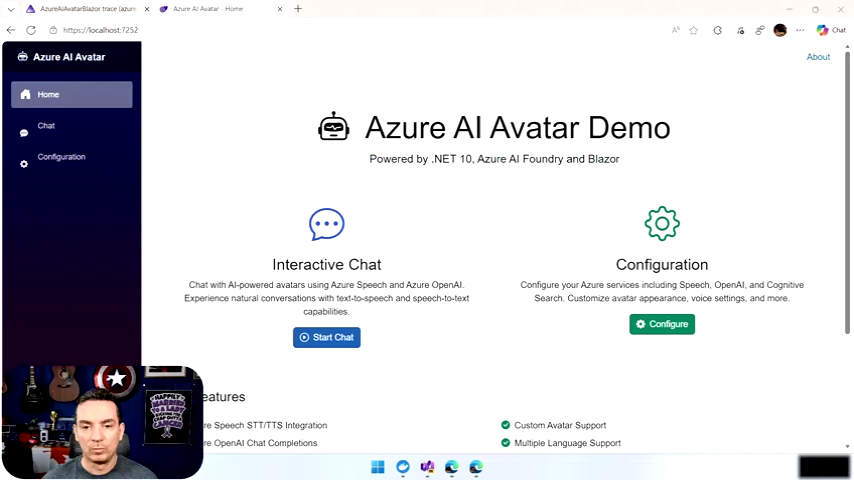 AzureAIAvatarBlazor trace (azure
Azure AI Avatar - Home
https://localhost:7252
Chat
Azure AI Avatar
About
Home
Chat
Configuration
Azure AI Avatar Demo
Powered by .NET 10, Azure AI Foundry and Blazor
Interactive Chat
Chat with AI-powered avatars using Azure Speech and Azure OpenAI.
Experience natural conversations with text-to-speech and speech-to-text
capabilities.
Start Chat
Configuration
Configure your Azure services including Speech, OpenAI, and Cognitive
Search. Customize avatar appearance, voice settings, and more.
Configure
eatures
re Speech STT/TTS Integration
re OpenAI Chat Completions
Custom Avatar Support
Multiple Language Support
HAPPILY
MARRIED
TO A LADY